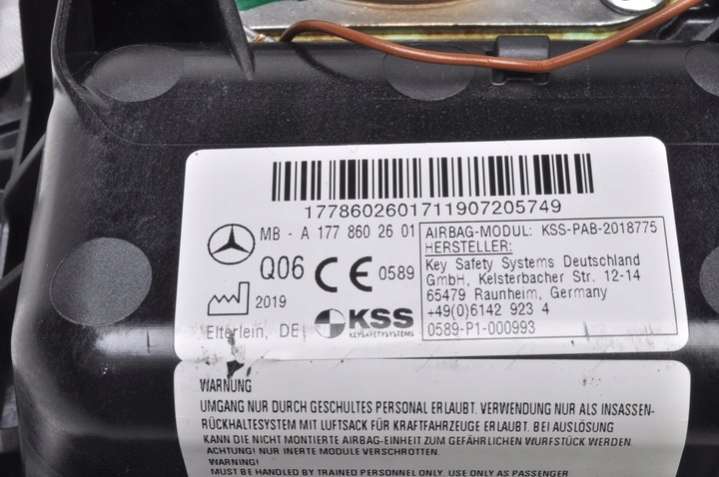 1778602601711907205749
MB - A 177 860 26 01
Q06 CE 0589
2019
Elterlein, DE
KSS
KEYSAFETYSYSTEMS
AIRBAG-MODUL: KSS-PAB-2018775
HERSTELLER:
Key Safety Systems Deutschland
GmbH, Kelsterbacher Str. 12-14
65479 Raunheim, Germany
+49(0)6142 923 4
0589-P1-000993
WARNUNG
UMGANG NUR DURCH GESCHULTES PERSONAL ERLAUBT. VERWENDUNG NUR ALS INSASSEN-
RÜCKHALTESYSTEM MIT LUFTSACK FÜR KRAFTFAHRZEUGE ERLAUBT. BEI AUSLÖSUNG
KANN DIE NICHT MONTIERTE AIRBAG-EINHEIT ZUM GEFÄHRLICHEN WURFSTÜCK WERDEN.
ACHTUNG! NUR INERTE MODULE VERSCHROTTEN.
WARNING!
MUST BE HANDLED BY TRAINED PERSONNEL ONLY. USE ONLY AS PASSENGER